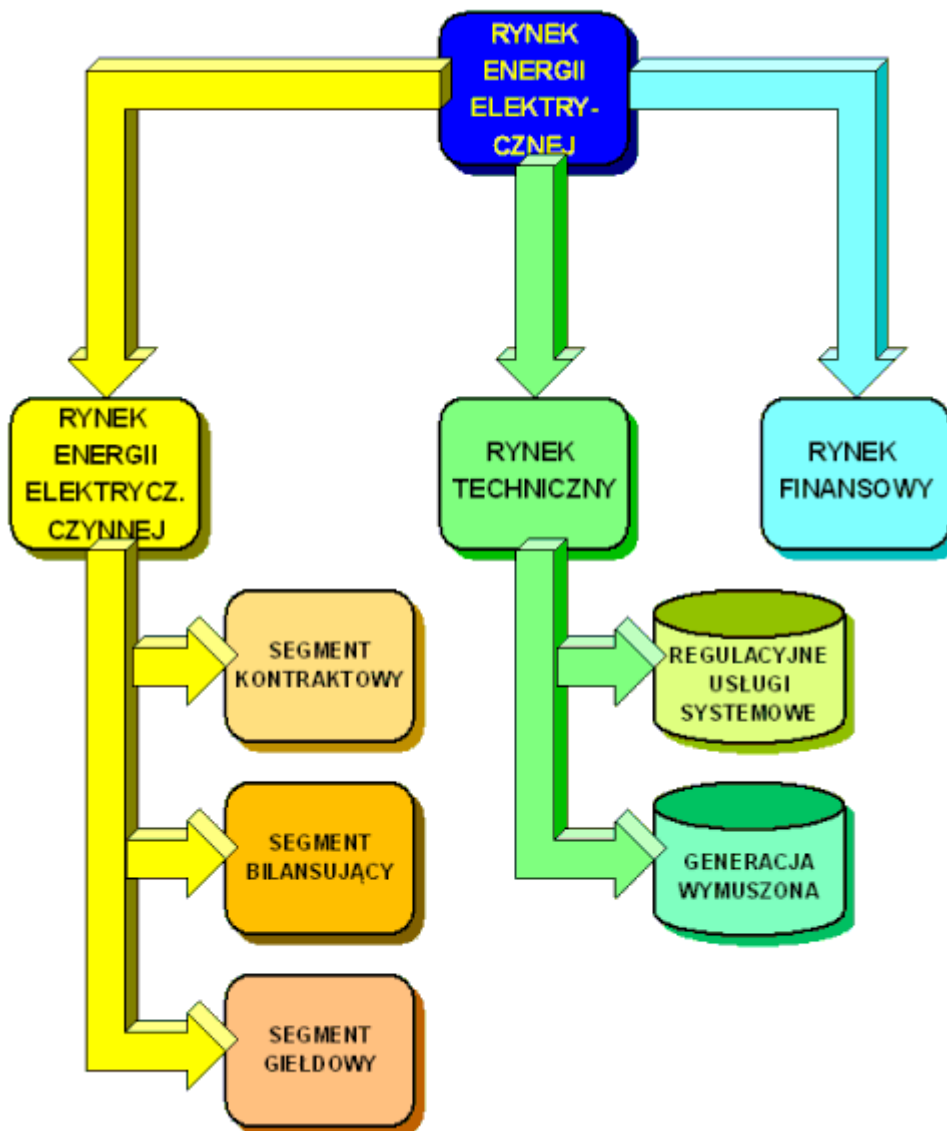 RYNEK
ENERGII
ELEKTRY-
CZNEJ
RYNEK
ENERGII
ELEKTRYCZ.
CZYNNEJ
RYNEK
TECHNICZNY
RYNEK
FINANSOWY
SEGMENT
KONTRAKTOWY
REGULACYJNE
USŁUGI
SYSTEMOWE
SEGMENT
BILANSUJĄCY
GENERACJA
WYMUSZONA
SEGMENT
GIEŁDOWY